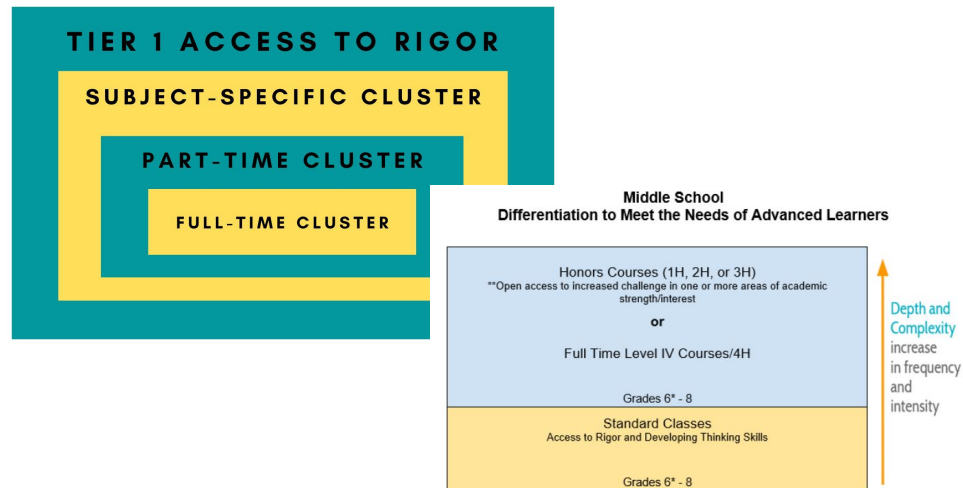 TIER 1 ACCESS TO RIGOR
SUBJECT-SPECIFIC CLUSTER
PART-TIME CLUSTER
FULL-TIME CLUSTER
Middle School
Differentiation to Meet the Needs of Advanced Learners
Honors Courses (1H, 2H, or 3H)
**Open access to increased challenge in one or more areas of academic
strength/interest
or
Full Time Level IV Courses/4H
Grades 6* - 8
Standard Classes
Access to Rigor and Developing Thinking Skills
Grades 6* - 8
Depth and
Complexity
increase
in frequency
and
intensity